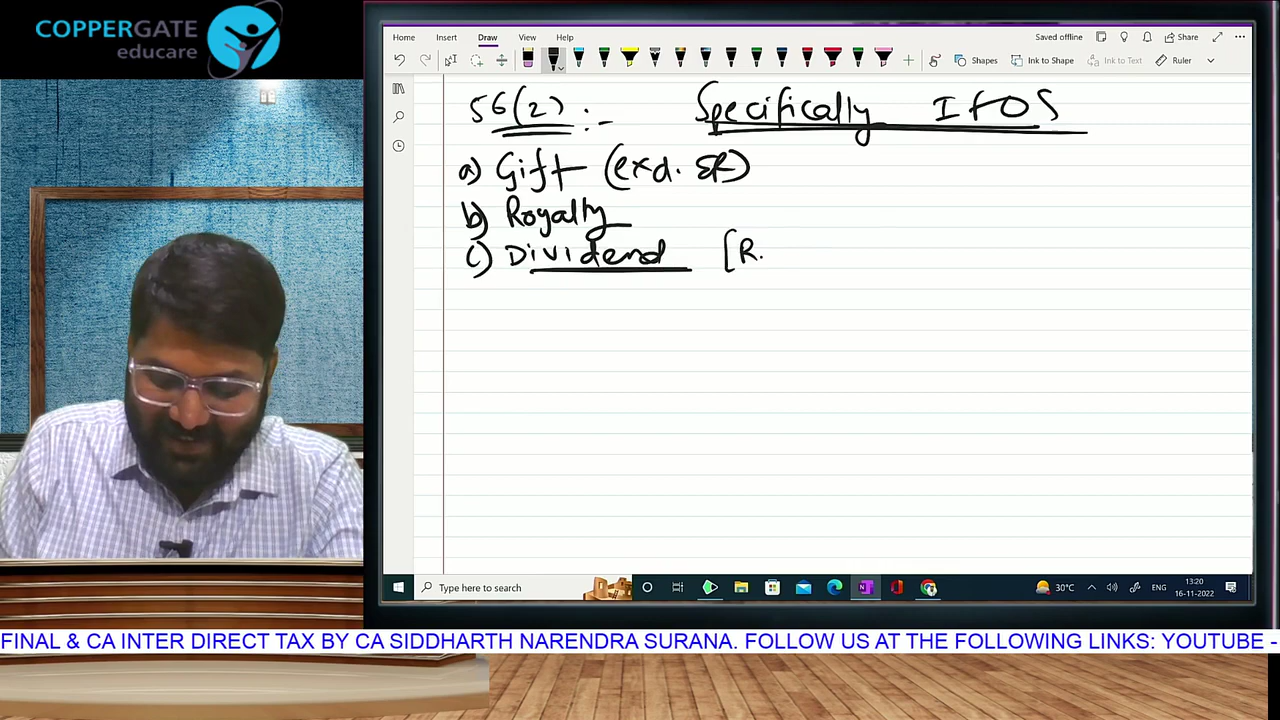 COPPERGATE
educare
Home Insert Draw View Help
Saved offline
Share
Shapes
Ink to Shape
Ink to Text
Ruler
56(2) :- Specifically IFOS
a) Gift (exd. SR)
b) Royalty
c) Dividend [R.
Type here to search
30°C
ENG
13:20
16-11-2022
FINAL & CA INTER DIRECT TAX BY CA SIDDHARTH NARENDRA SURANA. FOLLOW US AT THE FOLLOWING LINKS: YOUTUBE -